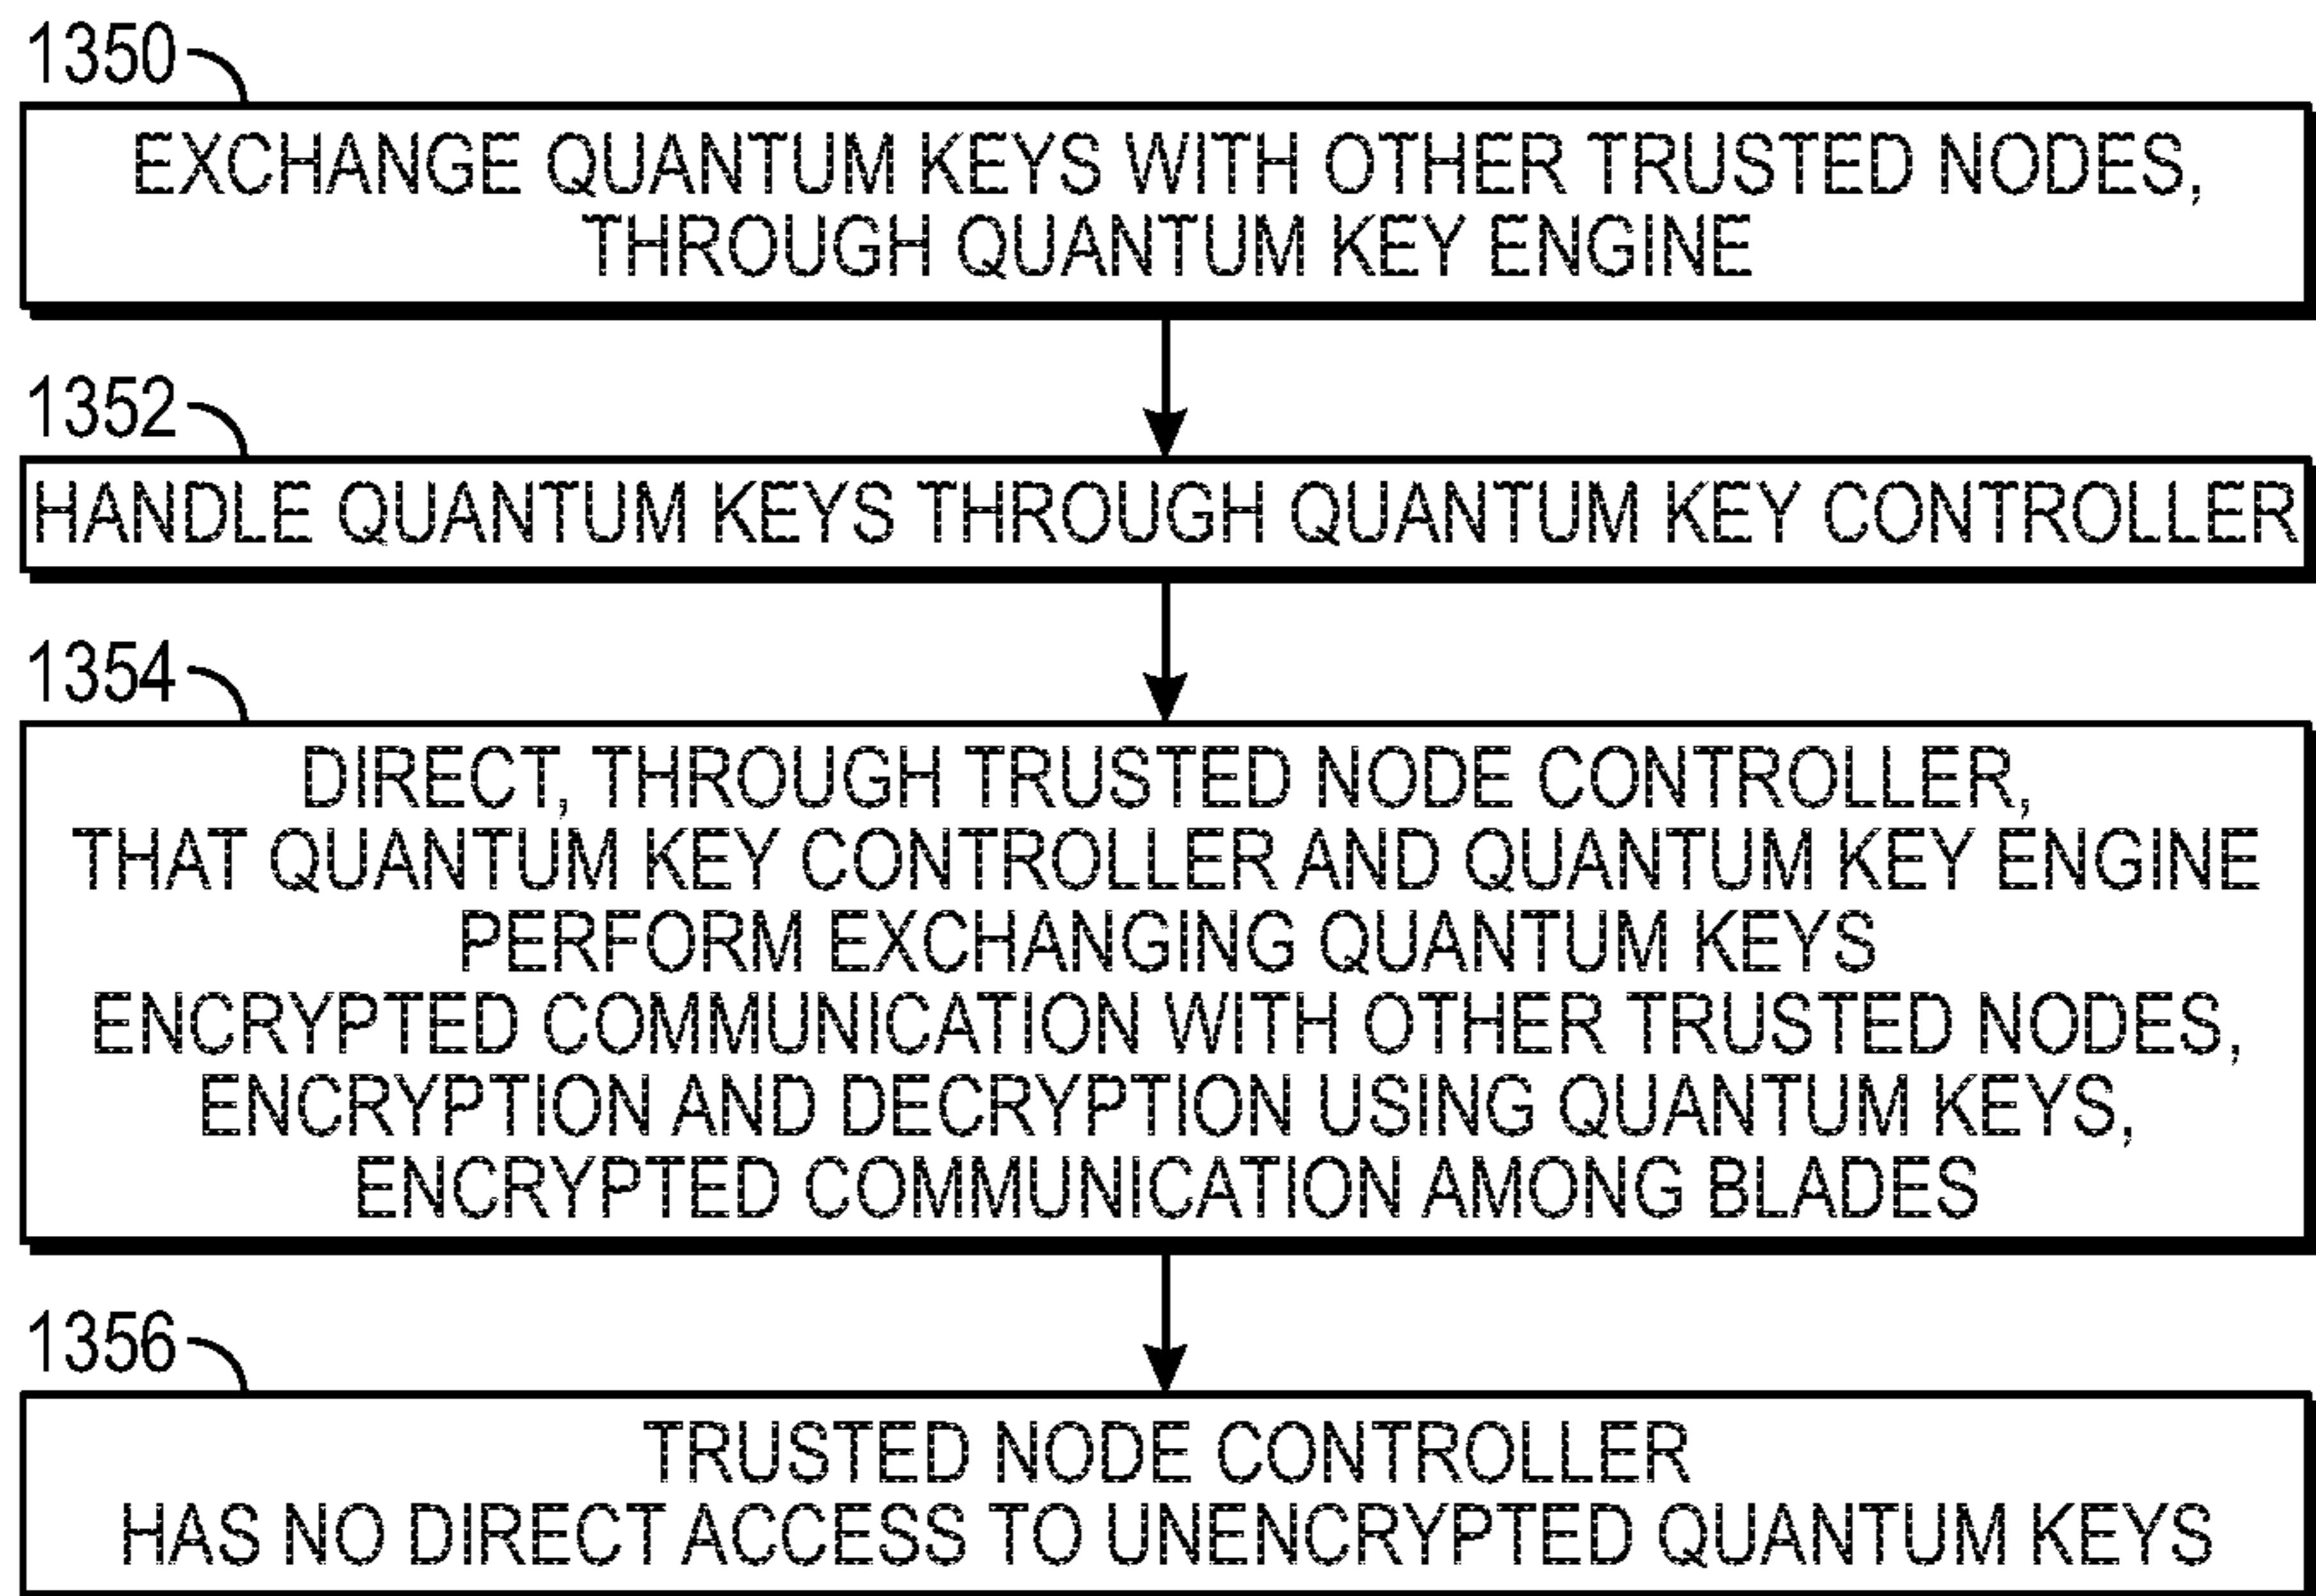 1350
EXCHANGE QUANTUM KEYS WITH OTHER TRUSTED NODES,
THROUGH QUANTUM KEY ENGINE
1352
HANDLE QUANTUM KEYS THROUGH QUANTUM KEY CONTROLLER
1354
DIRECT, THROUGH TRUSTED NODE CONTROLLER,
THAT QUANTUM KEY CONTROLLER AND QUANTUM KEY ENGINE
PERFORM EXCHANGING QUANTUM KEYS
ENCRYPTED COMMUNICATION WITH OTHER TRUSTED NODES,
ENCRYPTION AND DECRYPTION USING QUANTUM KEYS,
ENCRYPTED COMMUNICATION AMONG BLADES
1356
TRUSTED NODE CONTROLLER
HAS NO DIRECT ACCESS TO UNENCRYPTED QUANTUM KEYS